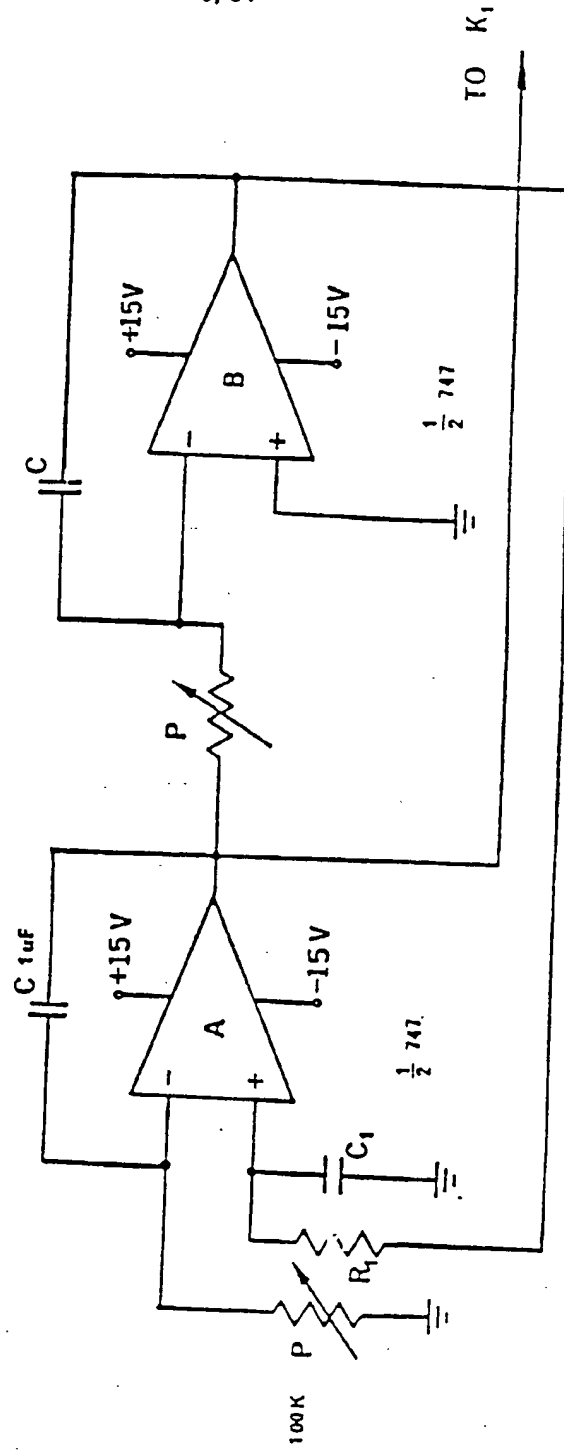 C 1uF
+15V
-
A
+
-15V
½ 747.
C₁
R₁
P
100K
P
C
+15V
-
B
+
-15V
½ 747
TO K₁